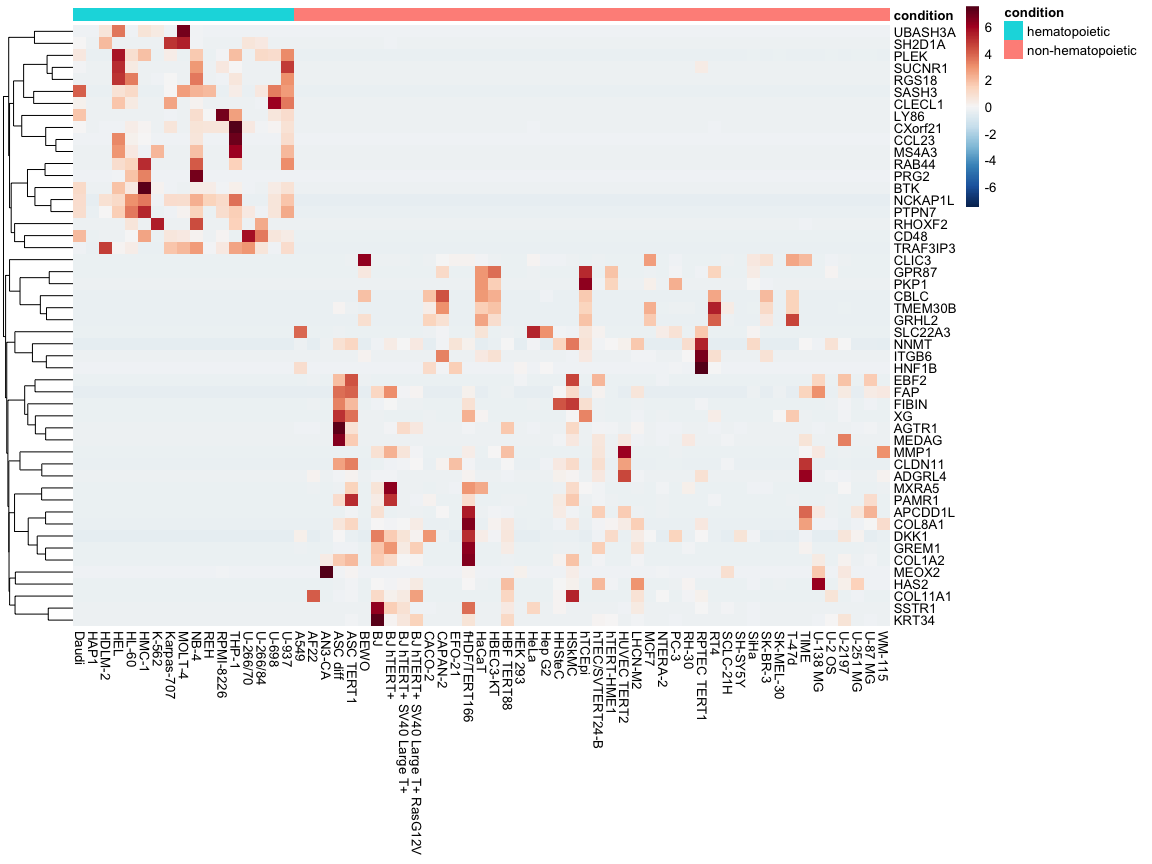 condition
6
4
2
0
-2
-4
-6
condition
hematopoietic
non-hematopoietic
UBASH3A
SH2D1A
PLEK
SUCNR1
RGS18
SASH3
CLECL1
LY86
CXorf21
CCL23
MS4A3
RAB44
PRG2
BTK
NCKAP1L
PTPN7
RHOXF2
CD48
TRAF3IP3
CLIC3
GPR87
PKP1
CBLC
TMEM30B
GRHL2
SLC22A3
NNMT
ITGB6
HNF1B
EBF2
FAP
FIBIN
XG
AGTR1
MEDAG
MMP1
CLDN11
ADGRL4
MXRA5
PAMR1
APCDD1L
COL8A1
DKK1
GREM1
COL1A2
MEOX2
HAS2
COL11A1
SSTR1
KRT34
Daudi
HAP1
HDLM-2
HEL
HL-60
HMC-1
K-562
Karpas-707
MOLT-4
NB-4
REH
RPMI-8226
THP-1
U-266/70
U-266/84
U-698
U-937
A549
AF22
AN3-CA
ASC diff
ASC TERT1
BEWO
BJ
BJ hTERT+
BJ hTERT+ SV40 Large T+
BJ hTERT+ SV40 Large T+ RasG12V
CACO-2
CAPAN-2
EFO-21
fHDF/TERT166
HaCaT
HBEC3-KT
HBF TERT88
HEK 293
HeLa
Hep G2
HHSteC
HSkMC
hTCEpi
hTEC/SVTERT24-B
hTERT-HME1
HUVEC TERT2
LHCN-M2
MCF7
NTERA-2
PC-3
RH-30
RPTEC TERT1
RT4
SCLC-21H
SH-SY5Y
SiHa
SK-BR-3
SK-MEL-30
T-47d
TIME
U-138 MG
U-2 OS
U-2197
U-251 MG
U-87 MG
WM-115